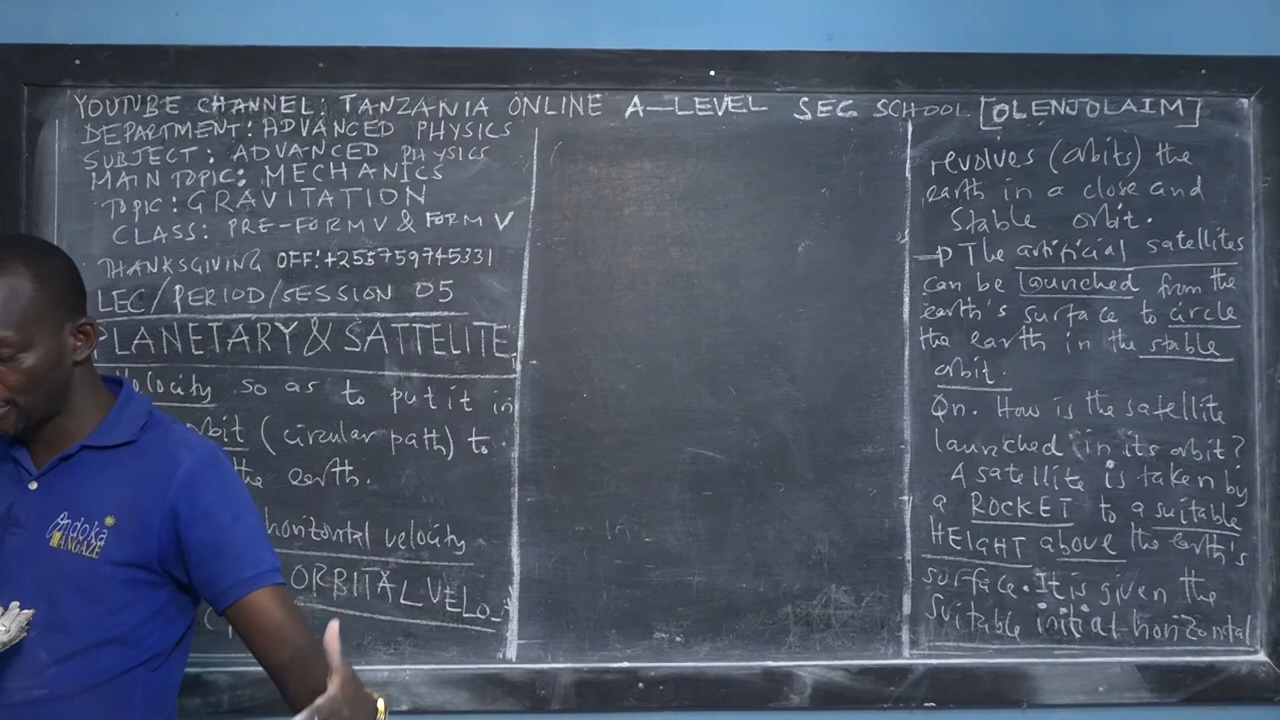 YOUTUBE CHANNEL: TANZANIA ONLINE A-LEVEL SEC SCHOOL [OLENJOLAIM]
DEPARTMENT: ADVANCED PHYSICS
SUBJECT: ADVANCED PHYSICS
MAIN TOPIC: MECHANICS
TOPIC: GRAVITATION
CLASS: PRE-FORM V & FORM V
THANKSGIVING OFF: +255759745331
LEC/PERIOD/SESSION 05
PLANETARY & SATTELITE
Velocity so as to put it in
orbit (circular path) to
the earth.
horizontal velocity
ORBITAL VELO-
revolves (orbits) the
earth in a close and
stable orbit.
The artificial satellites
can be launched from the
earth's surface to circle
the earth in the stable
orbit.
Qn. How is the satellite
launched in its orbit?
A satellite is taken by
a ROCKET to a suitable
HEIGHT above the earth's
surface. It is given the
suitable initial horizontal
Ondoka
UANGAZE